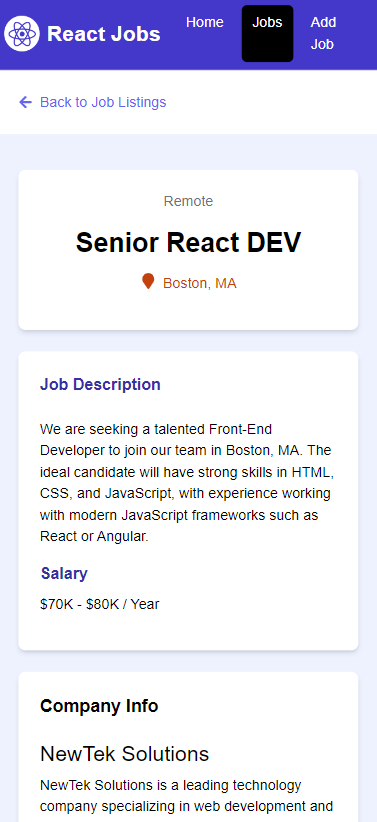 React Jobs
Home
Jobs
Add
Job
Back to Job Listings
Remote
Senior React DEV
Boston, MA
Job Description
We are seeking a talented Front-End
Developer to join our team in Boston, MA. The
ideal candidate will have strong skills in HTML,
CSS, and JavaScript, with experience working
with modern JavaScript frameworks such as
React or Angular.
Salary
$70K - $80K / Year
Company Info
NewTek Solutions
NewTek Solutions is a leading technology
company specializing in web development and